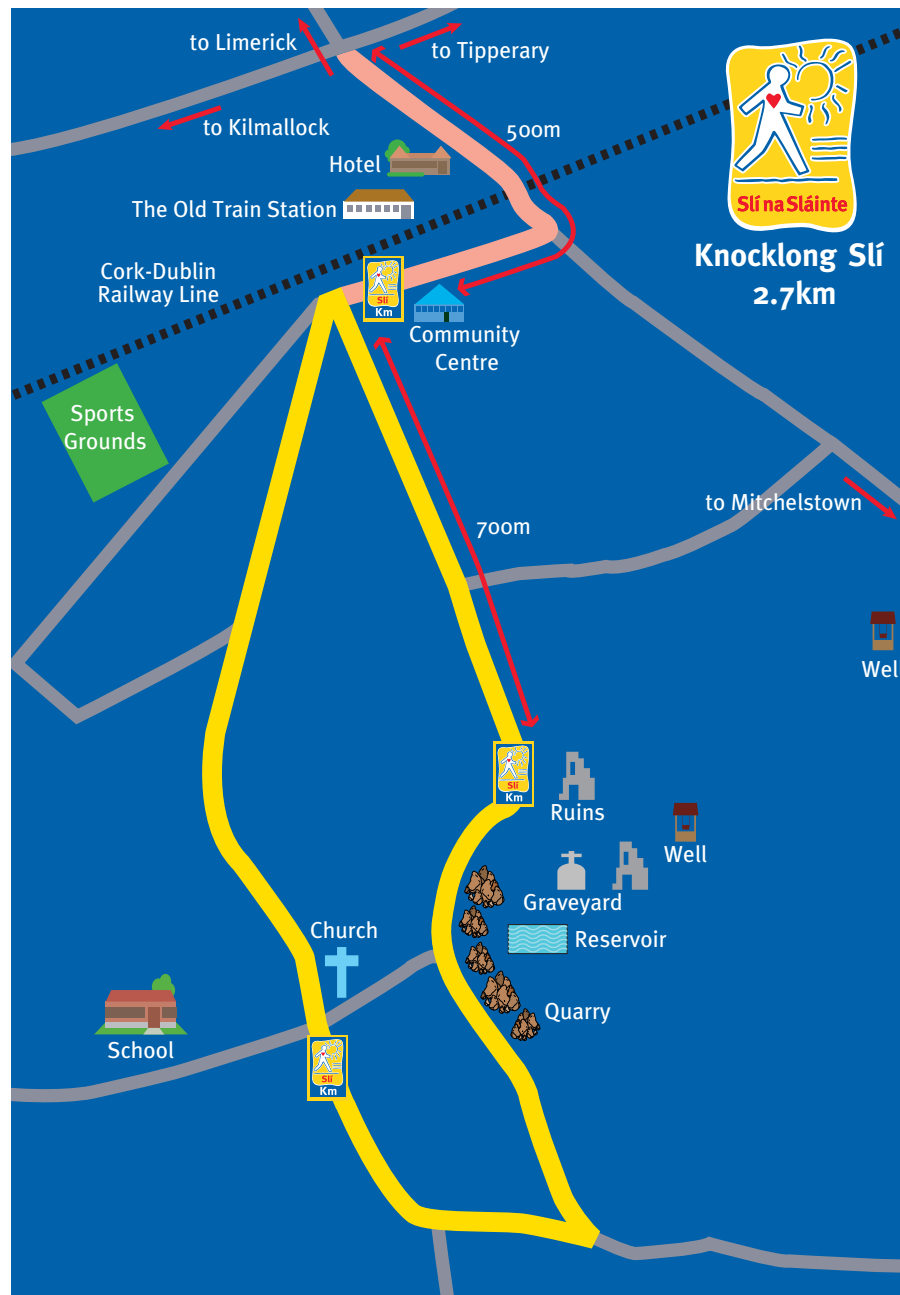 to Limerick
to Tipperary
to Kilmallock
500m
Hotel
The Old Train Station
Slí na Sláinte
Knocklong Slí
2.7km
Cork-Dublin
Railway Line
Slí
Km
Community
Centre
Sports
Grounds
to Mitchelstown
700m
Well
Slí
Km
Ruins
Well
Graveyard
Church
Reservoir
Quarry
School
Slí
Km